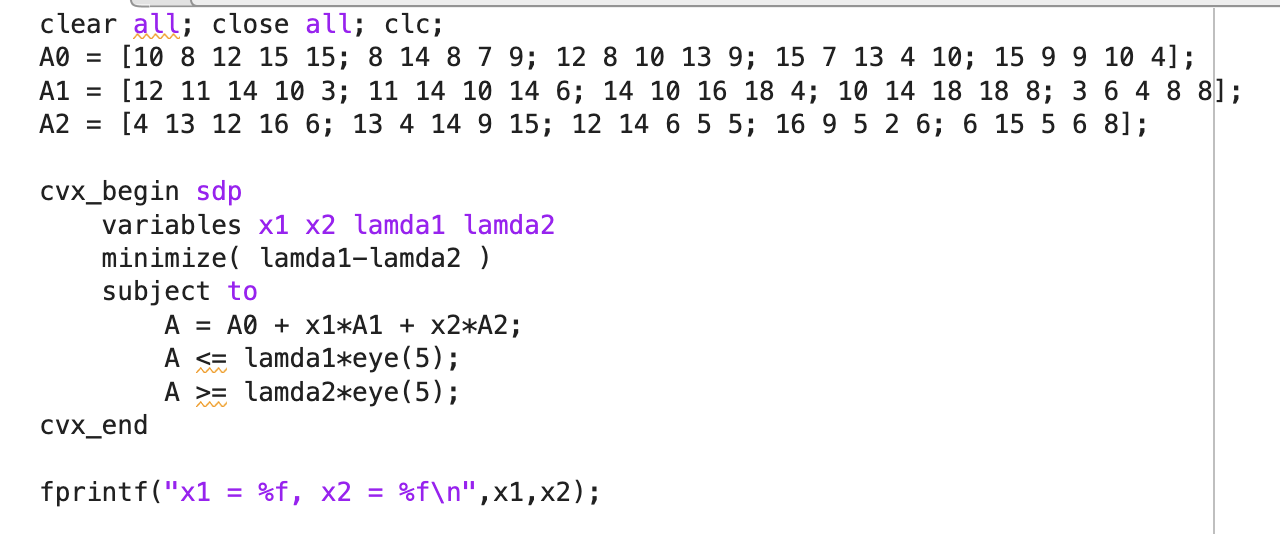 clear all; close all; clc;
A0 = [10 8 12 15 15; 8 14 8 7 9; 12 8 10 13 9; 15 7 13 4 10; 15 9 9 10 4];
A1 = [12 11 14 10 3; 11 14 10 14 6; 14 10 16 18 4; 10 14 18 18 8; 3 6 4 8 8];
A2 = [4 13 12 16 6; 13 4 14 9 15; 12 14 6 5 5; 16 9 5 2 6; 6 15 5 6 8];
cvx_begin sdp
variables x1 x2 lamda1 lamda2
minimize( lamda1-lamda2 )
subject to
A = A0 + x1*A1 + x2*A2;
A <= lamda1*eye(5);
A >= lamda2*eye(5);
cvx_end
fprintf("x1 = %f, x2 = %f\n",x1,x2);